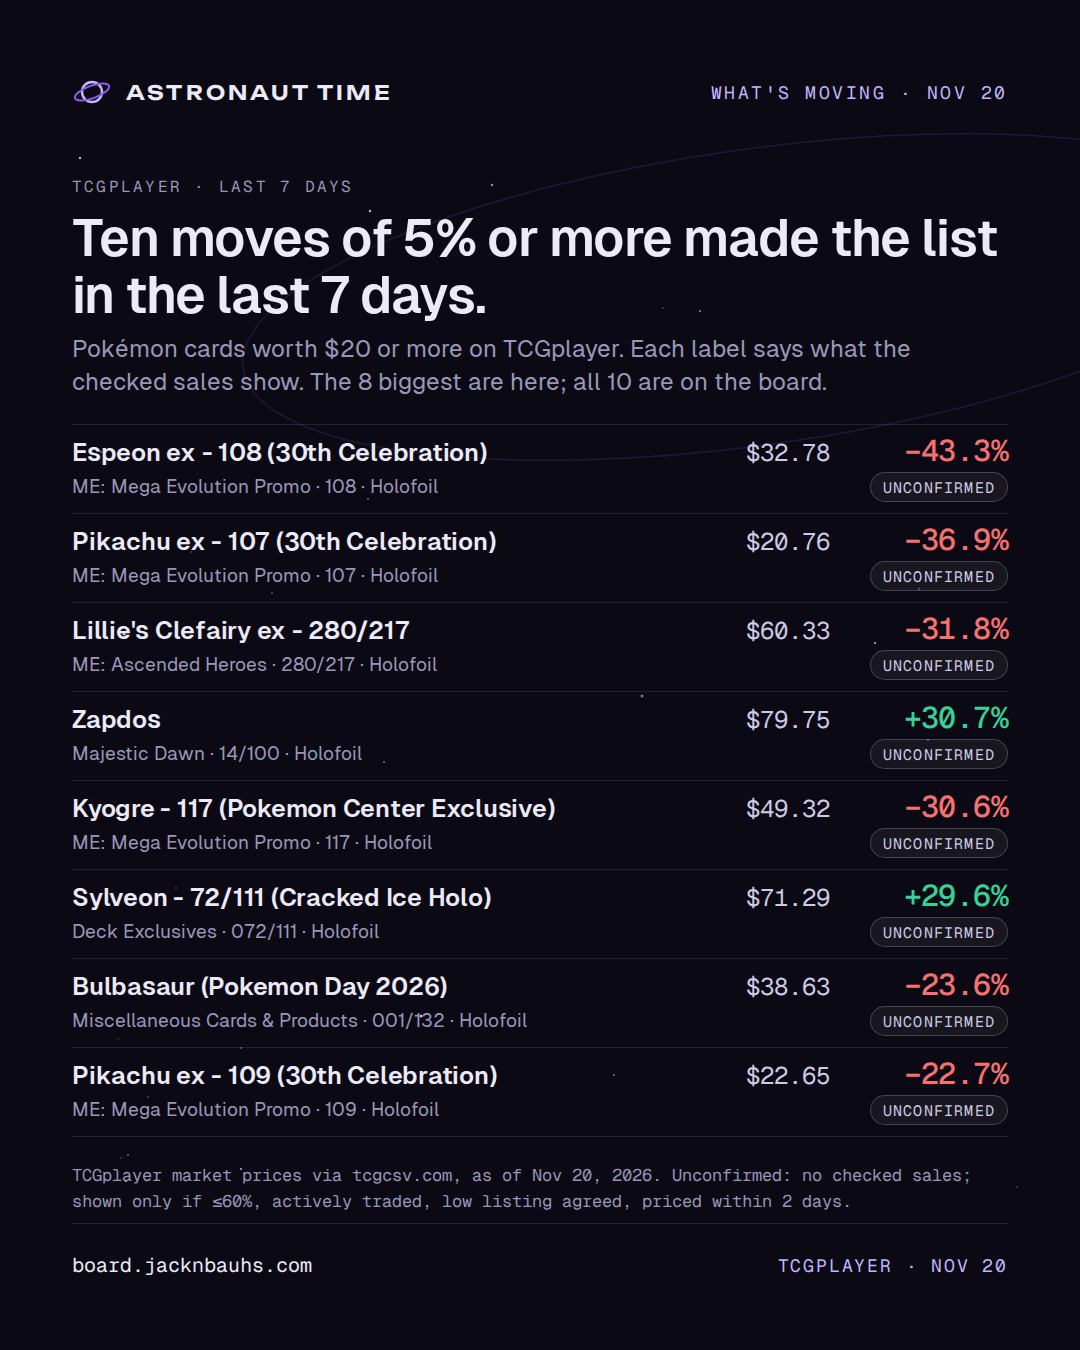 ASTRONAUT TIME
WHAT'S MOVING · NOV 20
TCGPLAYER · LAST 7 DAYS
Ten moves of 5% or more made the list
in the last 7 days.
Pokémon cards worth $20 or more on TCGplayer. Each label says what the
checked sales show. The 8 biggest are here; all 10 are on the board.
Espeon ex - 108 (30th Celebration) $32.78 −43.3%
ME: Mega Evolution Promo · 108 · Holofoil UNCONFIRMED
Pikachu ex - 107 (30th Celebration) $20.76 −36.9%
ME: Mega Evolution Promo · 107 · Holofoil UNCONFIRMED
Lillie's Clefairy ex - 280/217 $60.33 −31.8%
ME: Ascended Heroes · 280/217 · Holofoil UNCONFIRMED
Zapdos $79.75 +30.7%
Majestic Dawn · 14/100 · Holofoil UNCONFIRMED
Kyogre - 117 (Pokemon Center Exclusive) $49.32 −30.6%
ME: Mega Evolution Promo · 117 · Holofoil UNCONFIRMED
Sylveon - 72/111 (Cracked Ice Holo) $71.29 +29.6%
Deck Exclusives · 072/111 · Holofoil UNCONFIRMED
Bulbasaur (Pokemon Day 2026) $38.63 −23.6%
Miscellaneous Cards & Products · 001/132 · Holofoil UNCONFIRMED
Pikachu ex - 109 (30th Celebration) $22.65 −22.7%
ME: Mega Evolution Promo · 109 · Holofoil UNCONFIRMED
TCGplayer market prices via tcgcsv.com, as of Nov 20, 2026. Unconfirmed: no checked sales;
shown only if ≤60%, actively traded, low listing agreed, priced within 2 days.
board.jacknbauhs.com
TCGPLAYER · NOV 20